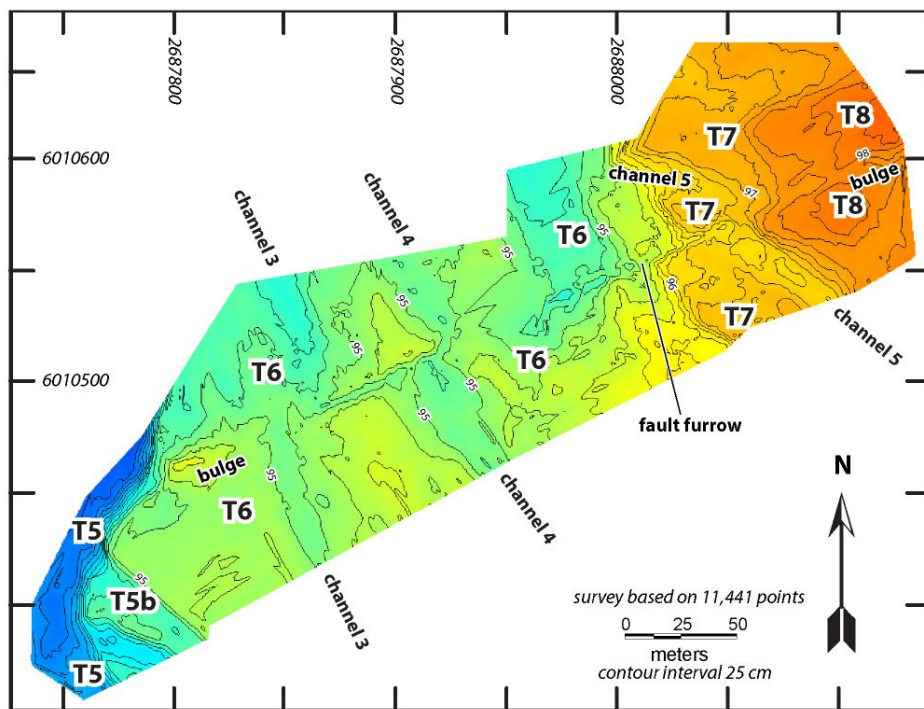 2687800
2687900
2688000
6010600
6010500
channel 3
channel 4
channel 5
T7
T8
98
bulge
97
T7
T8
T6
95
95
95
96
T7
channel 5
95
T6
T6
fault furrow
bulge
95
95
95
T6
channel 4
N
T5
95
T5b
channel 3
T5
survey based on 11,441 points
0 25 50
meters
contour interval 25 cm